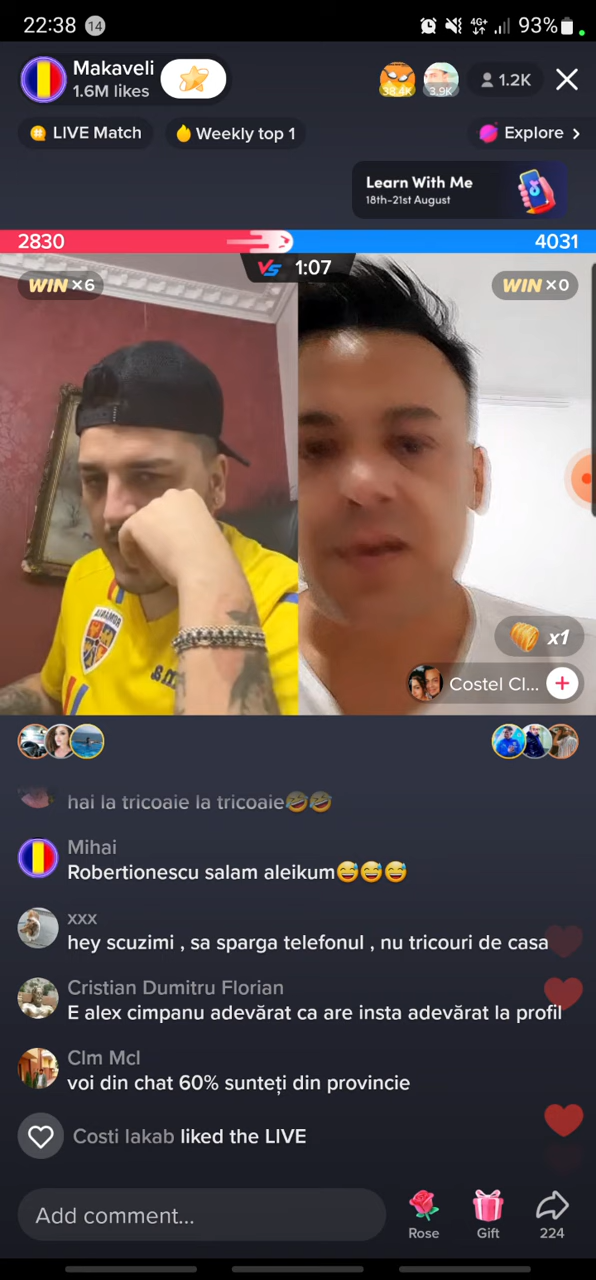 22:38 14 4G+ 93%
Makaveli
1.6M likes
38.4K 3.9K 1.2K
LIVE Match Weekly top 1 Explore >
Learn With Me
18th-21st August
2830 4031
VS 1:07
WIN ×6 WIN ×0
x1
Costel Cl...
hai la tricoaie la tricoaie🤣🤣
Mihai
Robertionescu salam aleikum😅😅😅
xxx
hey scuzimi , sa sparga telefonul , nu tricouri de casa
Cristian Dumitru Florian
E alex cimpanu adevărat ca are insta adevărat la profil
Clm Mcl
voi din chat 60% sunteți din provincie
Costi Iakab liked the LIVE
Add comment...
Rose Gift 224